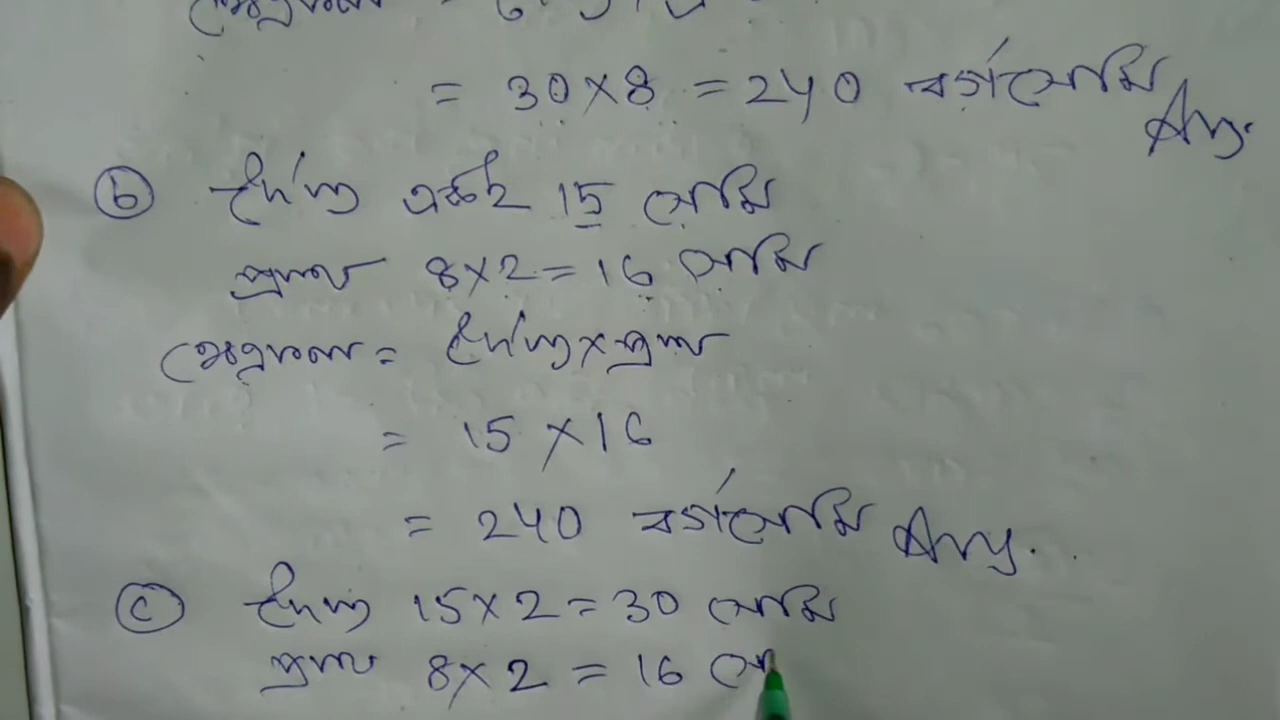 = 30 × 8 = 240 বর্গসেমি Ans.
(b) দৈর্ঘ্য একই 15 সেমি
প্রস্থ 8 × 2 = 16 সেমি
ক্ষেত্রফল = দৈর্ঘ্য × প্রস্থ
= 15 × 16
= 240 বর্গসেমি Ans.
(c) দৈর্ঘ্য 15 × 2 = 30 সেমি
প্রস্থ 8 × 2 = 16 সে